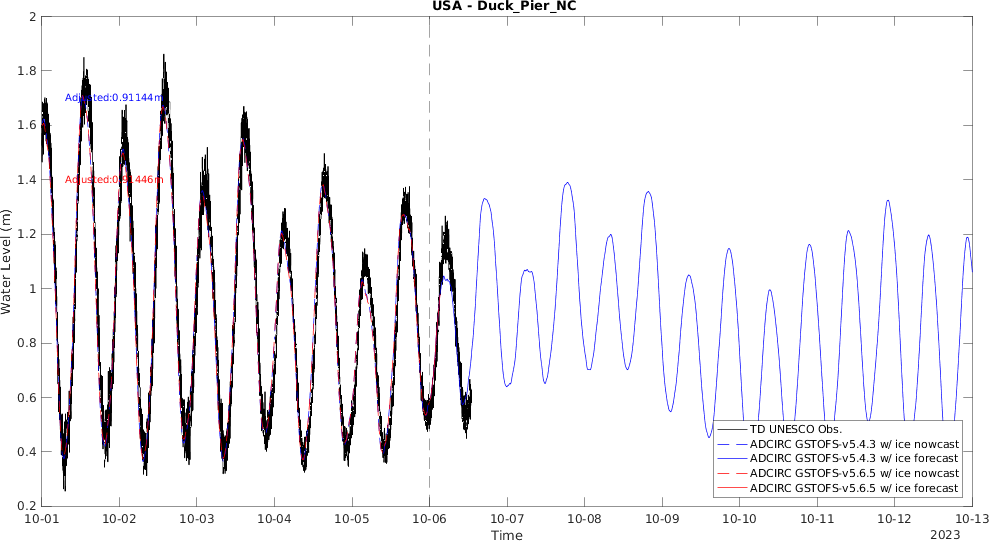 USA - Duck_Pier_NC
2
1.8
1.6
1.4
1.2
1
0.8
0.6
0.4
0.2
Water Level (m)
Adjusted:0.91144m
Adjusted:0.91446m
TD UNESCO Obs.
ADCIRC GSTOFS-v5.4.3 w/ ice nowcast
ADCIRC GSTOFS-v5.4.3 w/ ice forecast
ADCIRC GSTOFS-v5.6.5 w/ ice nowcast
ADCIRC GSTOFS-v5.6.5 w/ ice forecast
10-01 10-02 10-03 10-04 10-05 10-06 10-07 10-08 10-09 10-10 10-11 10-12 10-13
Time
2023